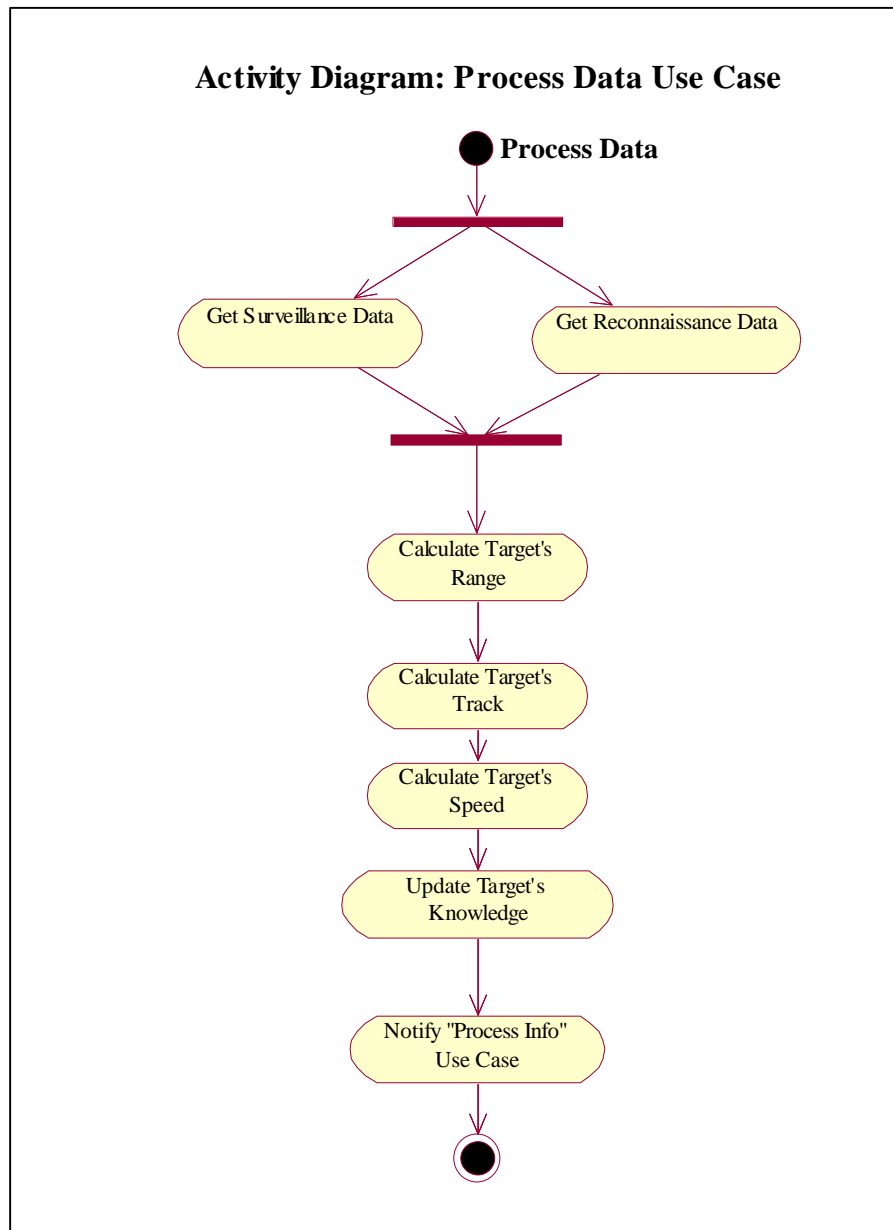 Activity Diagram: Process Data Use Case
Process Data
Get Surveillance Data
Get Reconnaissance Data
Calculate Target's
Range
Calculate Target's
Track
Calculate Target's
Speed
Update Target's
Knowledge
Notify "Process Info"
Use Case